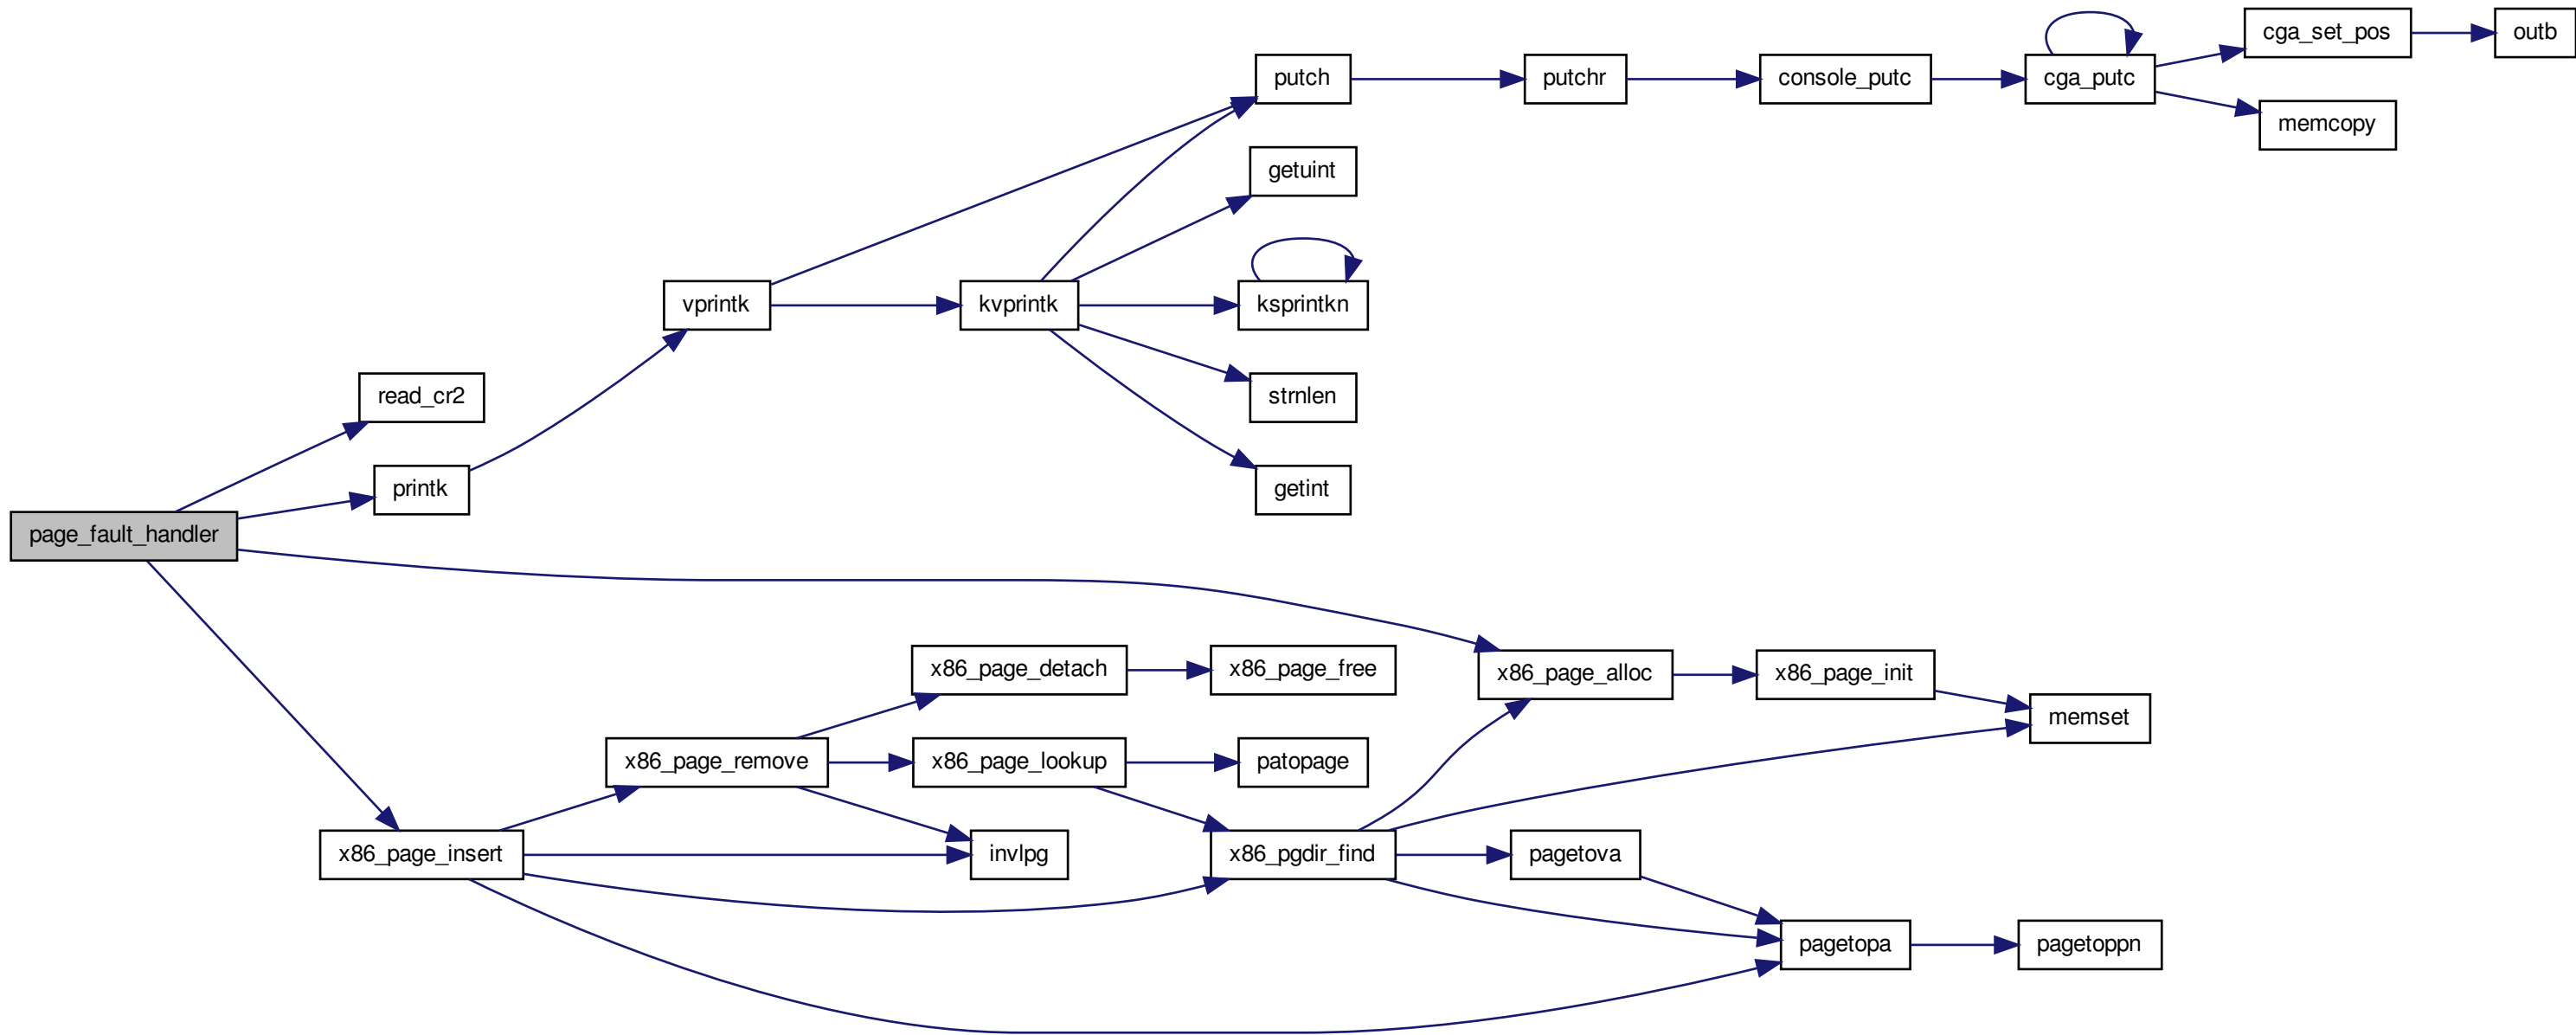 cga_set_pos
outb
putch
putchr
console_putc
cga_putc
memcopy
getuint
vprintk
kvprintk
ksprintkn
read_cr2
strnlen
printk
getint
page_fault_handler
x86_page_detach
x86_page_free
x86_page_alloc
x86_page_init
memset
x86_page_remove
x86_page_lookup
patopage
x86_page_insert
invlpg
x86_pgdir_find
pagetova
pagetopa
pagetoppn